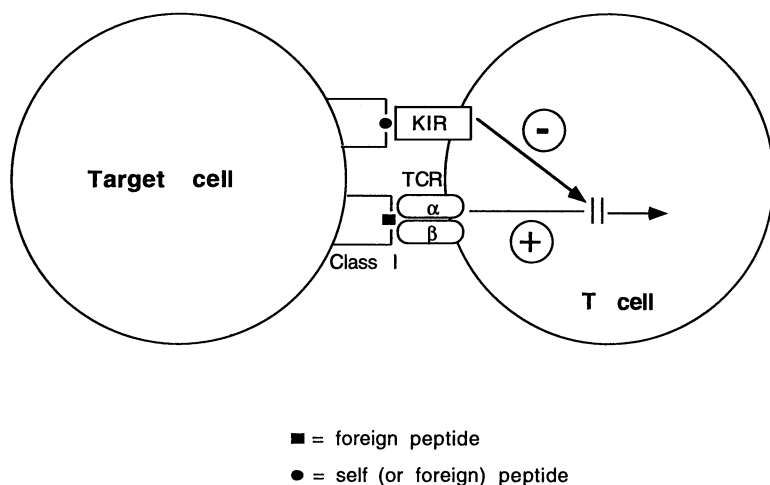 KIR
-
Target cell
TCR
α
β
+
Class I
T cell
= foreign peptide
= self (or foreign) peptide